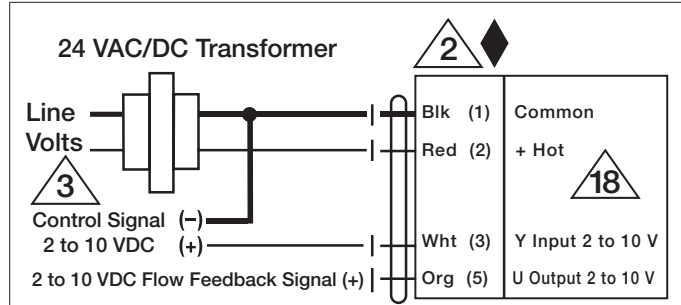 24 VAC/DC Transformer
2
Line
Volts
3
Blk (1) Common
Red (2) + Hot
18
Control Signal (−)
2 to 10 VDC (+)
Wht (3) Y Input 2 to 10 V
2 to 10 VDC Flow Feedback Signal (+)
Org (5) U Output 2 to 10 V